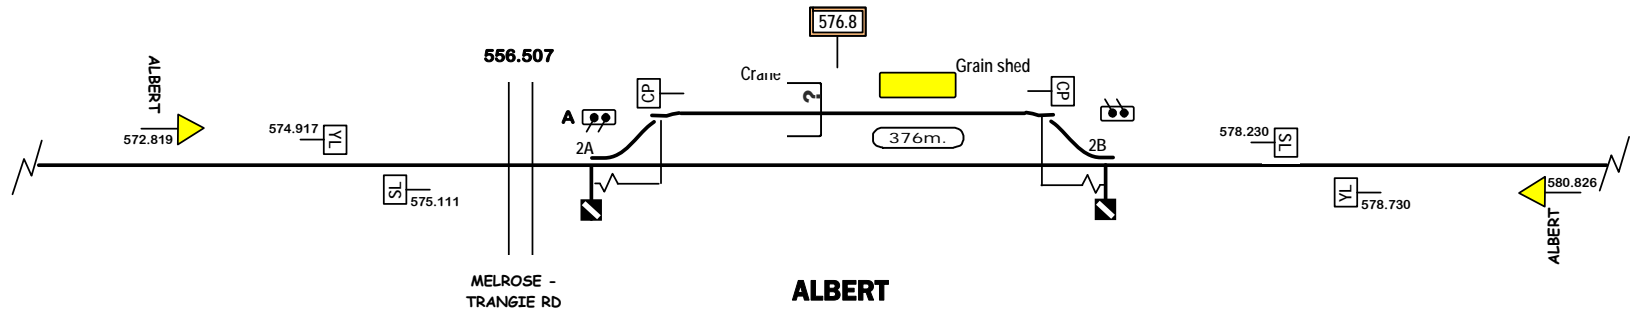 576.8
556.507
ALBERT
Crane
Grain shed
CP
?
CP
A
572.819
574.917
YL
376m.
578.230
SL
2A
2B
SL
575.111
YL
578.730
580.826
ALBERT
MELROSE -
TRANGIE RD
ALBERT